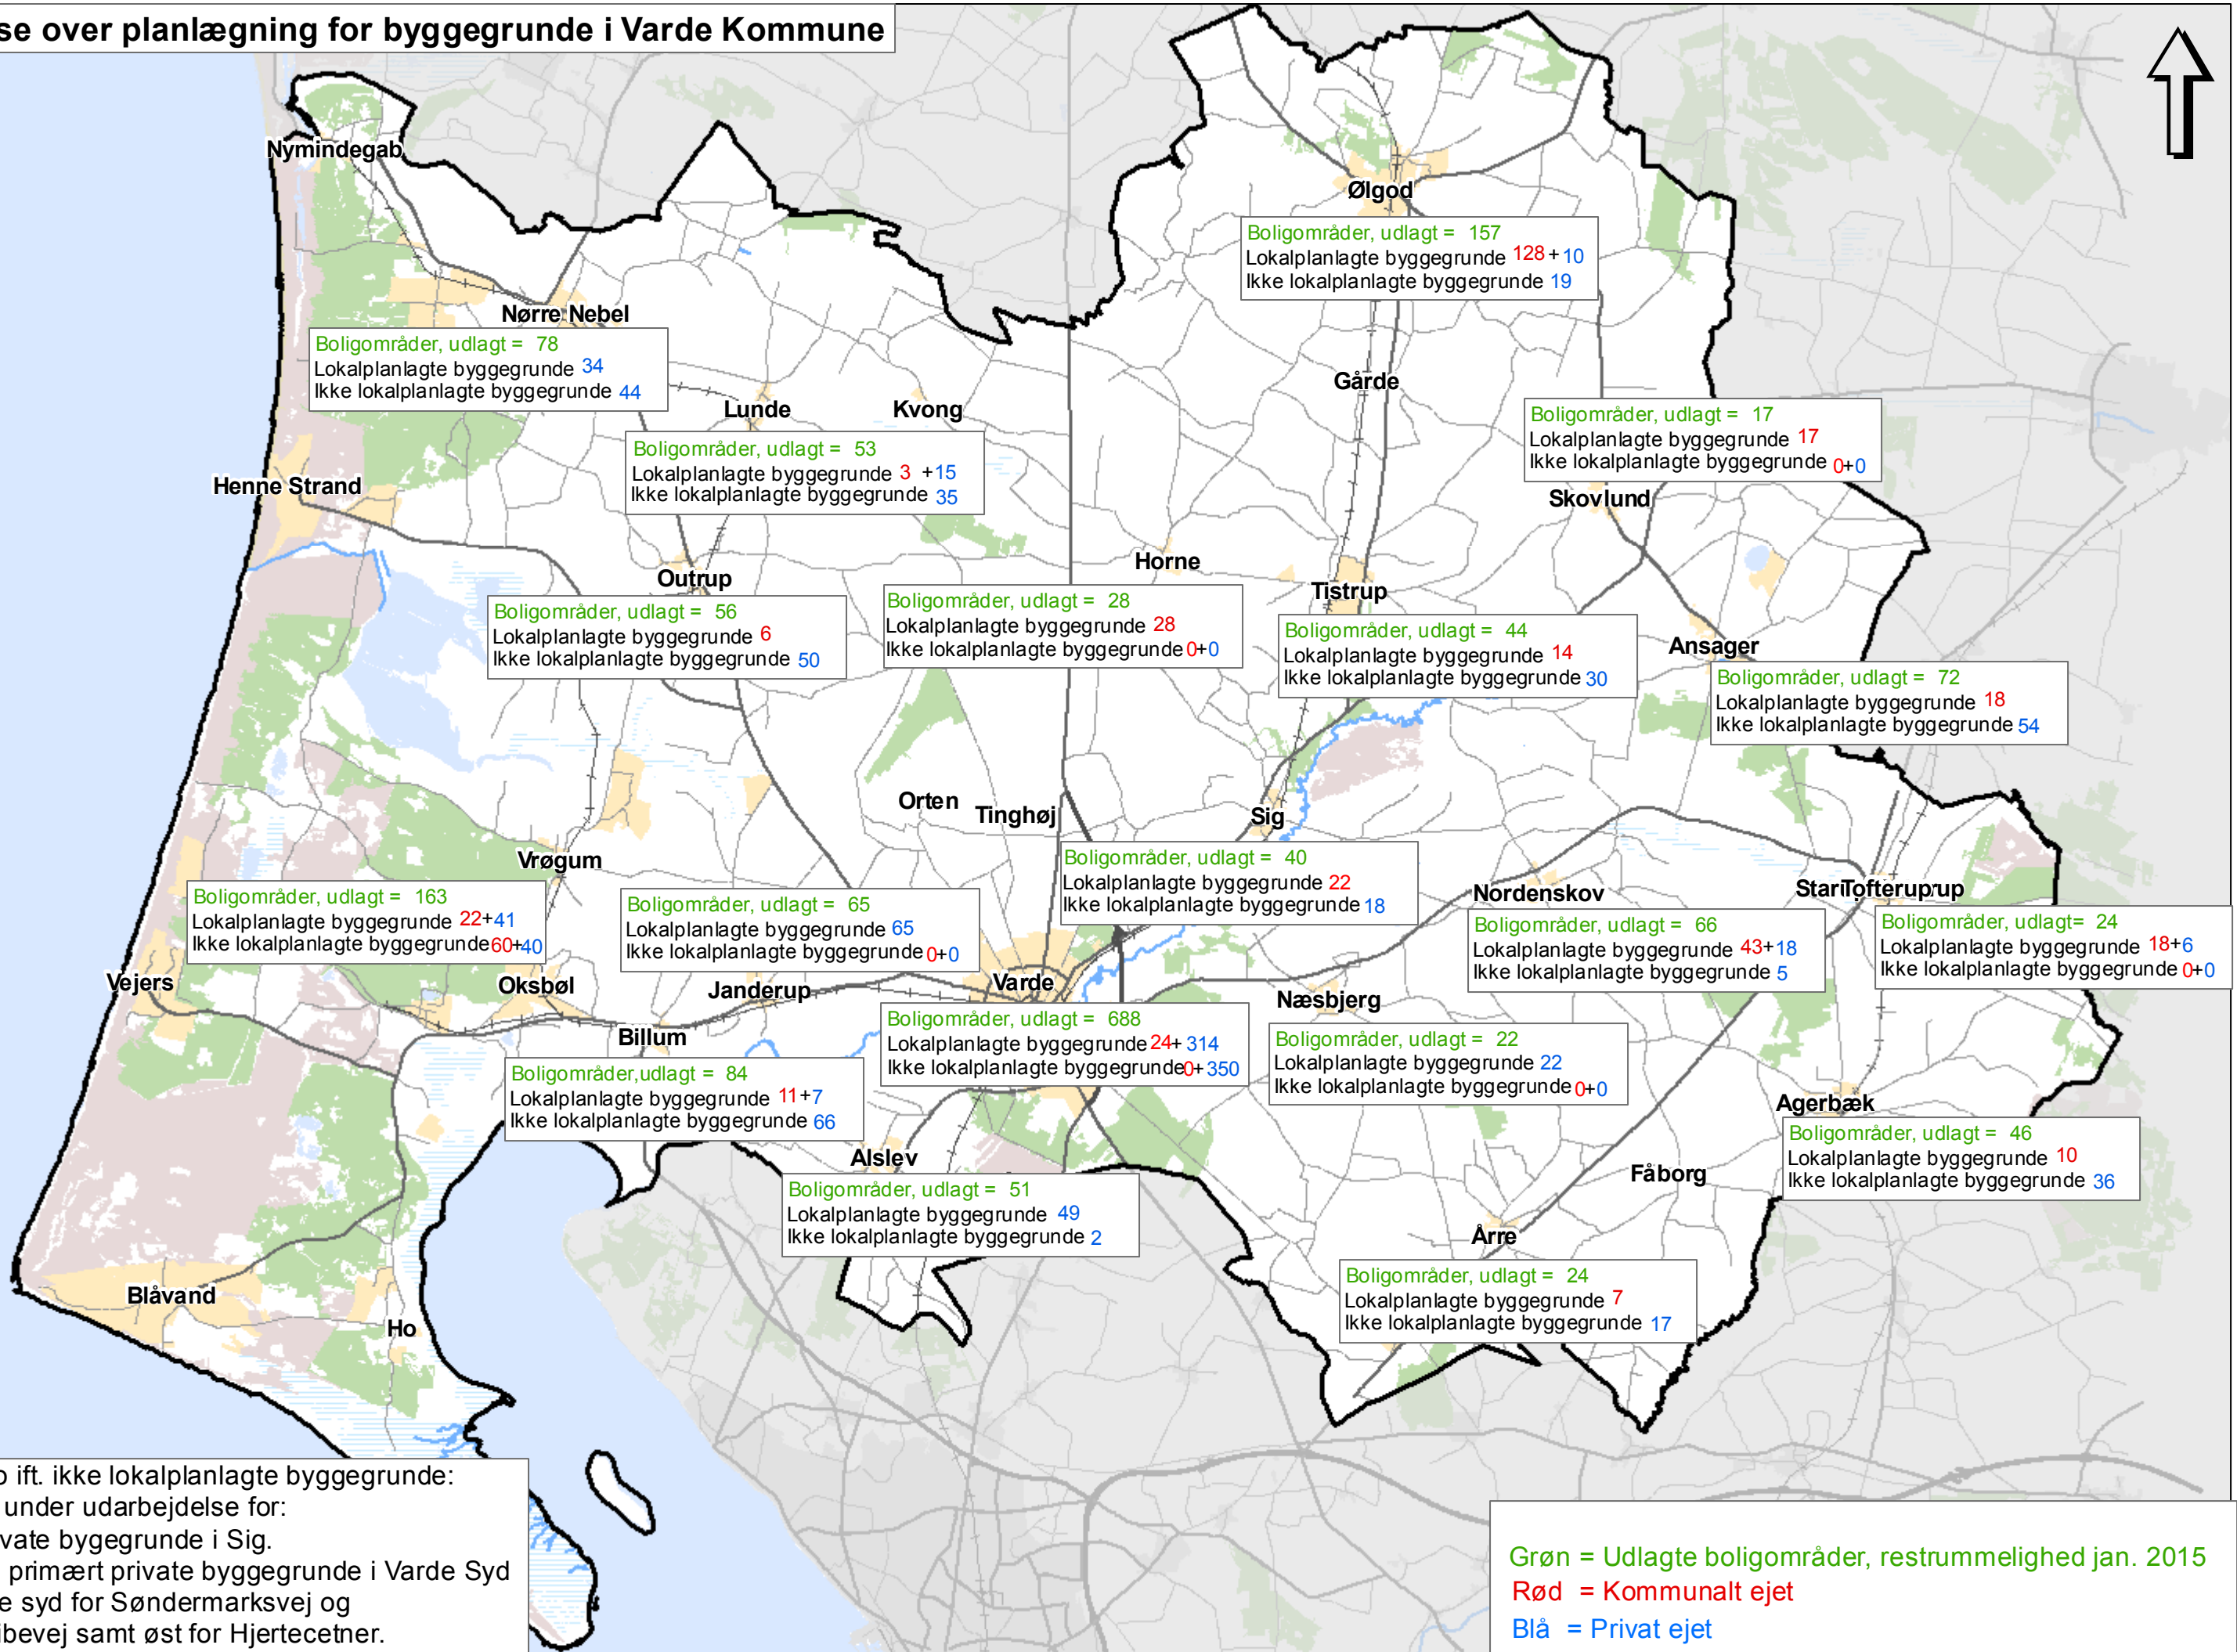 se over planlægning for byggegrunde i Varde Kommune
Nymindegab
Ølgod
Boligområder, udlagt = 157
Lokalplanlagte byggegrunde 128 + 10
Ikke lokalplanlagte byggegrunde 19
Nørre Nebel
Boligområder, udlagt = 78
Lokalplanlagte byggegrunde 34
Ikke lokalplanlagte byggegrunde 44
Gårde
Lunde
Kvong
Boligområder, udlagt = 53
Lokalplanlagte byggegrunde 3 +15
Ikke lokalplanlagte byggegrunde 35
Boligområder, udlagt = 17
Lokalplanlagte byggegrunde 17
Ikke lokalplanlagte byggegrunde 0+0
Skovlund
Henne Strand
Outrup
Boligområder, udlagt = 56
Lokalplanlagte byggegrunde 6
Ikke lokalplanlagte byggegrunde 50
Horne
Boligområder, udlagt = 28
Lokalplanlagte byggegrunde 28
Ikke lokalplanlagte byggegrunde 0+0
Tistrup
Boligområder, udlagt = 44
Lokalplanlagte byggegrunde 14
Ikke lokalplanlagte byggegrunde 30
Ansager
Boligområder, udlagt = 72
Lokalplanlagte byggegrunde 18
Ikke lokalplanlagte byggegrunde 54
Orten
Tinghøj
Sig
Boligområder, udlagt = 40
Lokalplanlagte byggegrunde 22
Ikke lokalplanlagte byggegrunde 18
Vrøgum
Boligområder, udlagt = 163
Lokalplanlagte byggegrunde 22+41
Ikke lokalplanlagte byggegrunde 60+40
Boligområder, udlagt = 65
Lokalplanlagte byggegrunde 65
Ikke lokalplanlagte byggegrunde 0+0
Nordenskov
Boligområder, udlagt = 66
Lokalplanlagte byggegrunde 43+18
Ikke lokalplanlagte byggegrunde 5
Tofterup
Boligområder, udlagt= 24
Lokalplanlagte byggegrunde 18+6
Ikke lokalplanlagte byggegrunde 0+0
Vejers
Oksbøl
Janderup
Varde
Næsbjerg
Billum
Boligområder, udlagt = 688
Lokalplanlagte byggegrunde 24+ 314
Ikke lokalplanlagte byggegrunde 0+ 350
Boligområder, udlagt = 22
Lokalplanlagte byggegrunde 22
Ikke lokalplanlagte byggegrunde 0+0
Boligområder,udlagt = 84
Lokalplanlagte byggegrunde 11+7
Ikke lokalplanlagte byggegrunde 66
Agerbæk
Boligområder, udlagt = 46
Lokalplanlagte byggegrunde 10
Ikke lokalplanlagte byggegrunde 36
Alslev
Boligområder, udlagt = 51
Lokalplanlagte byggegrunde 49
Ikke lokalplanlagte byggegrunde 2
Fåborg
Årre
Boligområder, udlagt = 24
Lokalplanlagte byggegrunde 7
Ikke lokalplanlagte byggegrunde 17
Blåvand
Ho
ift. ikke lokalplanlagte byggegrunde:
under udarbejdelse for:
vate bygegrunde i Sig.
primært private byggegrunde i Varde Syd
e syd for Søndermarksvej og
ibevej samt øst for Hjertecetner.
Grøn = Udlagte boligområder, restrummelighed jan. 2015
Rød = Kommunalt ejet
Blå = Privat ejet